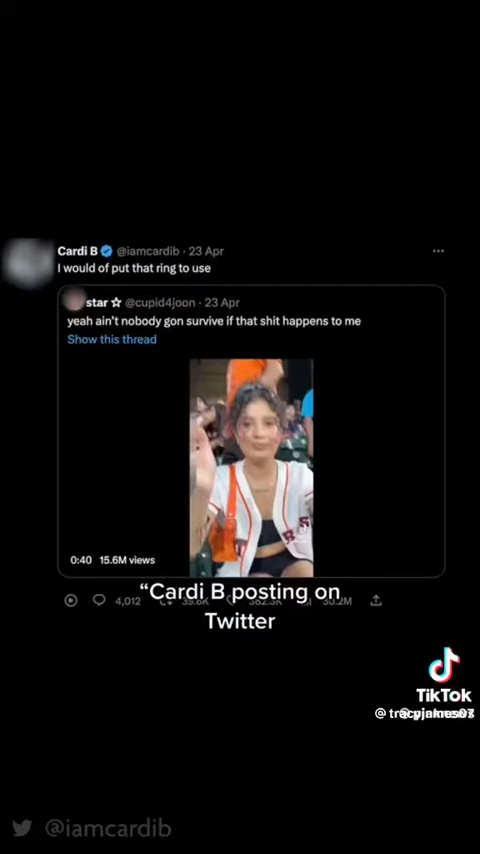 Cardi B @iamcardib · 23 Apr
I would of put that ring to use
star ☆ @cupid4joon · 23 Apr
yeah ain't nobody gon survive if that shit happens to me
Show this thread
0:40 15.6M views
“Cardi B posting on
Twitter
4,012
TikTok
@iamcardib